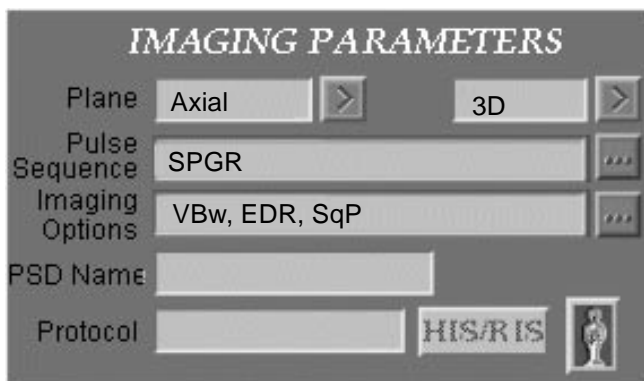 IMAGING PARAMETERS
Plane Axial > 3D >
Pulse
Sequence SPGR ...
Imaging
Options VBw, EDR, SqP ...
PSD Name
Protocol HIS/RIS